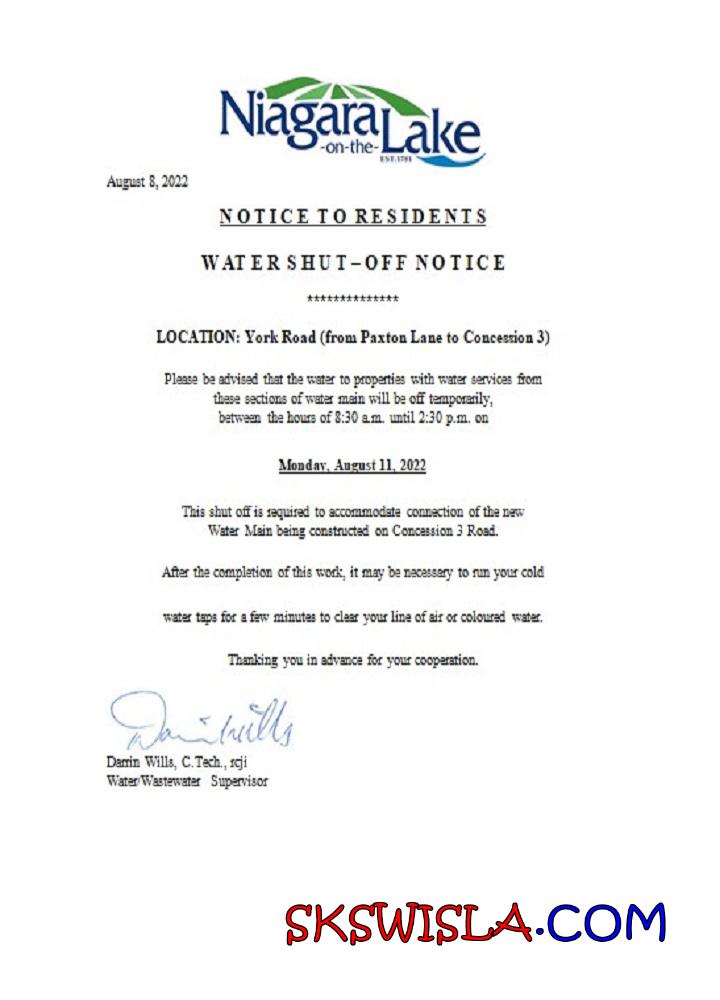 Niagara
-on-the-
Lake
EST. 1781
August 8, 2022
NOTICE TO RESIDENTS
WATER SHUT-OFF NOTICE
**************
LOCATION: York Road (from Paxton Lane to Concession 3)
Please be advised that the water to properties with water services from
these sections of water main will be off temporarily,
between the hours of 8:30 a.m. until 2:30 p.m. on
Monday, August 11, 2022
This shut off is required to accommodate connection of the new
Water Main being constructed on Concession 3 Road.
After the completion of this work, it may be necessary to run your cold
water taps for a few minutes to clear your line of air or coloured water.
Thanking you in advance for your cooperation.
Darrin Wills
Darrin Wills, C.Tech., rcji
Water/Wastewater Supervisor
SKSWISLA.COM